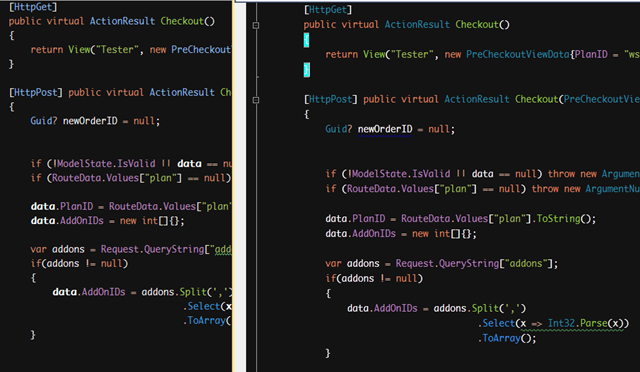 [HttpGet]
public virtual ActionResult Checkout()
{
return View("Tester", new PreCheckout
}
[HttpPost] public virtual ActionResult Ch
{
Guid? newOrderID = null;
if (!ModelState.IsValid || data == nu
if (RouteData.Values["plan"] == null)
data.PlanID = RouteData.Values["plan"
data.AddOnIDs = new int[]{};
var addons = Request.QueryString["add
if(addons != null)
{
data.AddOnIDs = addons.Split(',')
.Select(x
.ToArray()
}
[HttpGet]
public virtual ActionResult Checkout()
{
return View("Tester", new PreCheckoutViewData{PlanID = "ws
}
[HttpPost] public virtual ActionResult Checkout(PreCheckoutVie
{
Guid? newOrderID = null;
if (!ModelState.IsValid || data == null) throw new Argumen
if (RouteData.Values["plan"] == null) throw new ArgumentNu
data.PlanID = RouteData.Values["plan"].ToString();
data.AddOnIDs = new int[]{};
var addons = Request.QueryString["addons"];
if(addons != null)
{
data.AddOnIDs = addons.Split(',')
.Select(x => Int32.Parse(x))
.ToArray();
}